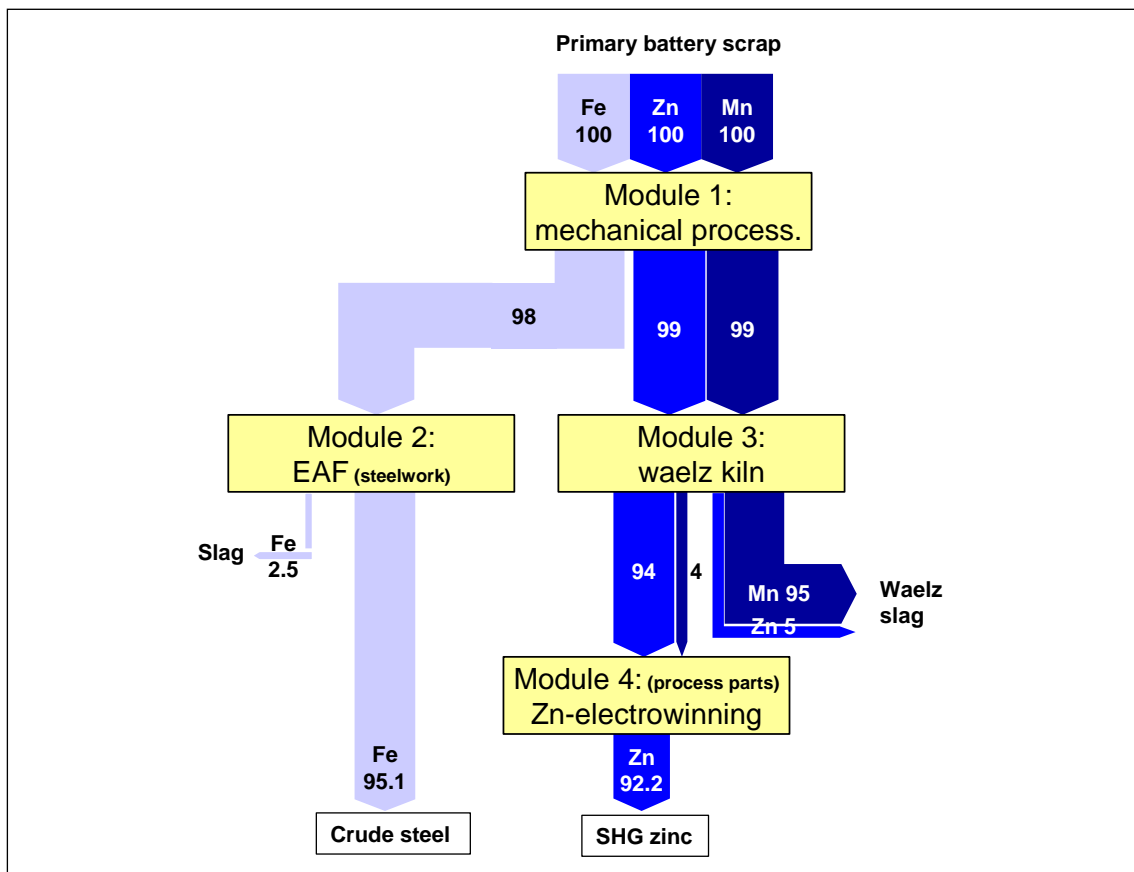 Primary battery scrap
Fe
100
Zn
100
Mn
100
Module 1:
mechanical process.
98
99
99
Module 2:
EAF (steelwork)
Module 3:
waelz kiln
Slag
Fe
2.5
94
4
Mn 95
Zn 5
Waelz
slag
Module 4: (process parts)
Zn-electrowinning
Fe
95.1
Zn
92.2
Crude steel
SHG zinc